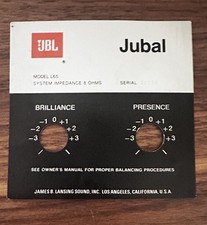 JBL
Jubal
MODEL L65
SYSTEM IMPEDANCE 8 OHMS SERIAL
BRILLIANCE
PRESENCE
-1 0 +1
-1 0 +1
-2 +2
-2 +2
-3 +3
-3 +3
SEE OWNER'S MANUAL FOR PROPER BALANCING PROCEDURES
JAMES B. LANSING SOUND, INC. LOS ANGELES, CALIFORNIA, U.S.A.